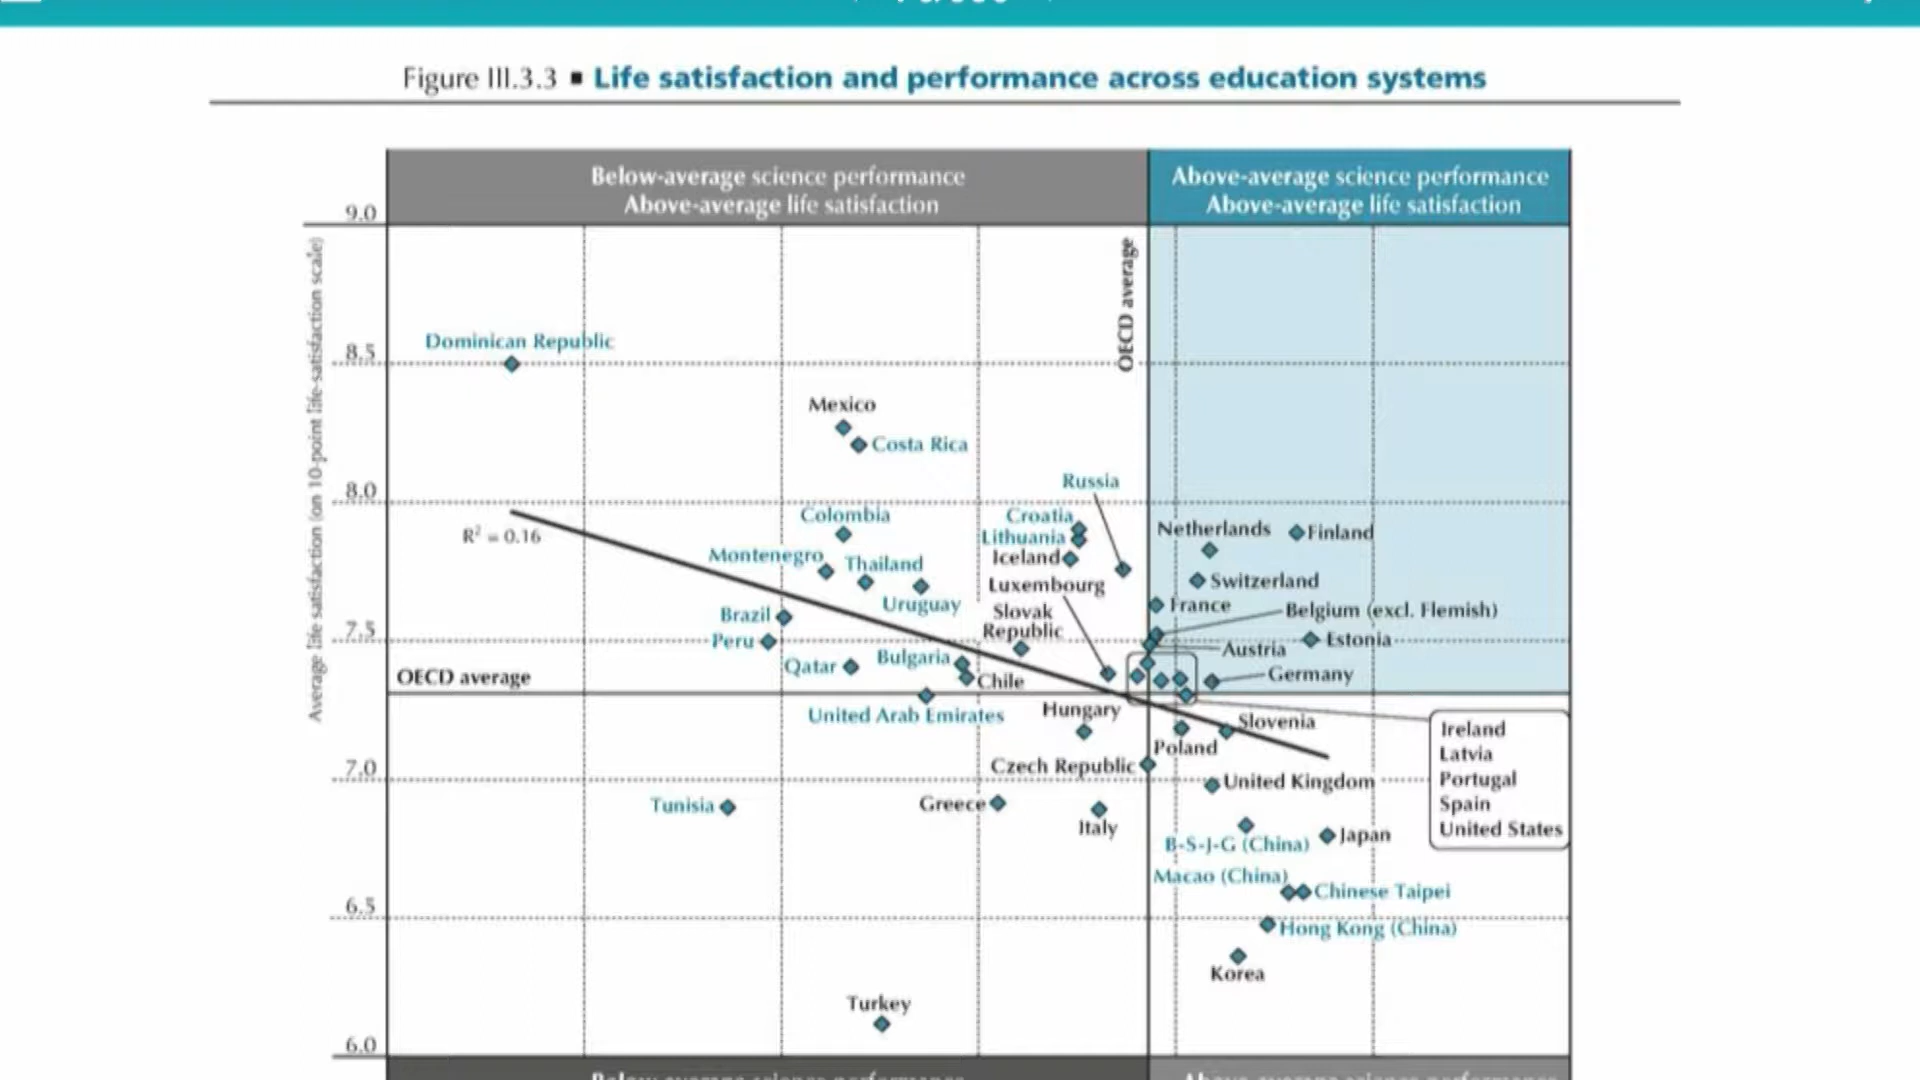 Figure III.3.3 ■ Life satisfaction and performance across education systems
Below-average science performance
Above-average life satisfaction
Above-average science performance
Above-average life satisfaction
9.0
Average life satisfaction (on 10-point life-satisfaction scale)
OECD average
Dominican Republic
8.5
Mexico
Costa Rica
Russia
8.0
Colombia
Croatia
Netherlands
Finland
R² = 0.16
Lithuania
Montenegro
Thailand
Iceland
Switzerland
Luxembourg
Uruguay
Slovak
Republic
France
Belgium (excl. Flemish)
Brazil
7.5
Peru
Estonia
Austria
Qatar
Bulgaria
OECD average
Chile
Germany
United Arab Emirates
Hungary
Slovenia
Ireland
Latvia
Portugal
Spain
United States
Poland
7.0
Czech Republic
United Kingdom
Tunisia
Greece
Italy
Japan
B-S-J-G (China)
Macao (China)
Chinese Taipei
6.5
Hong Kong (China)
Korea
Turkey
6.0